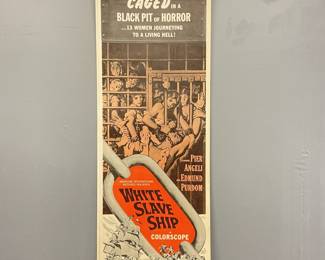 CAGED IN A
BLACK PIT OF HORROR
...13 WOMEN JOURNEYING
TO A LIVING HELL!
PIER
ANGELI
EDMUND
PURDOM
WHITE
SLAVE
SHIP
IN COLORSCOPE